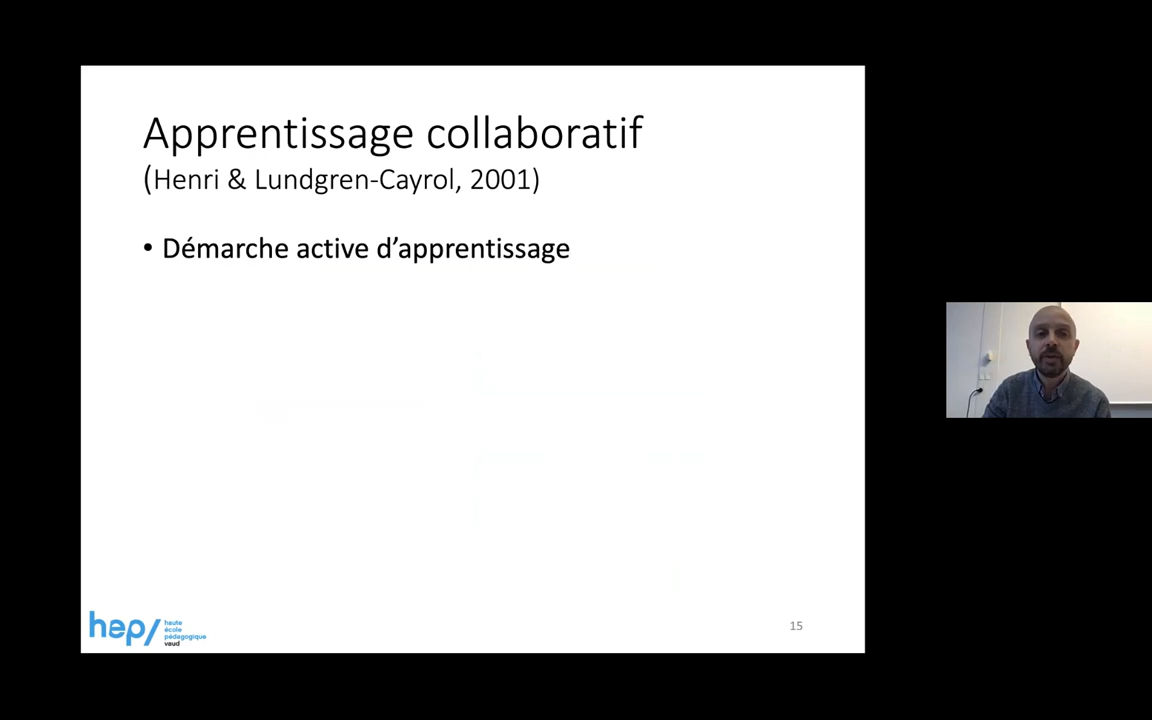 Apprentissage collaboratif
(Henri & Lundgren-Cayrol, 2001)
• Démarche active d’apprentissage
hep/
haute
école
pédagogique
vaud
15